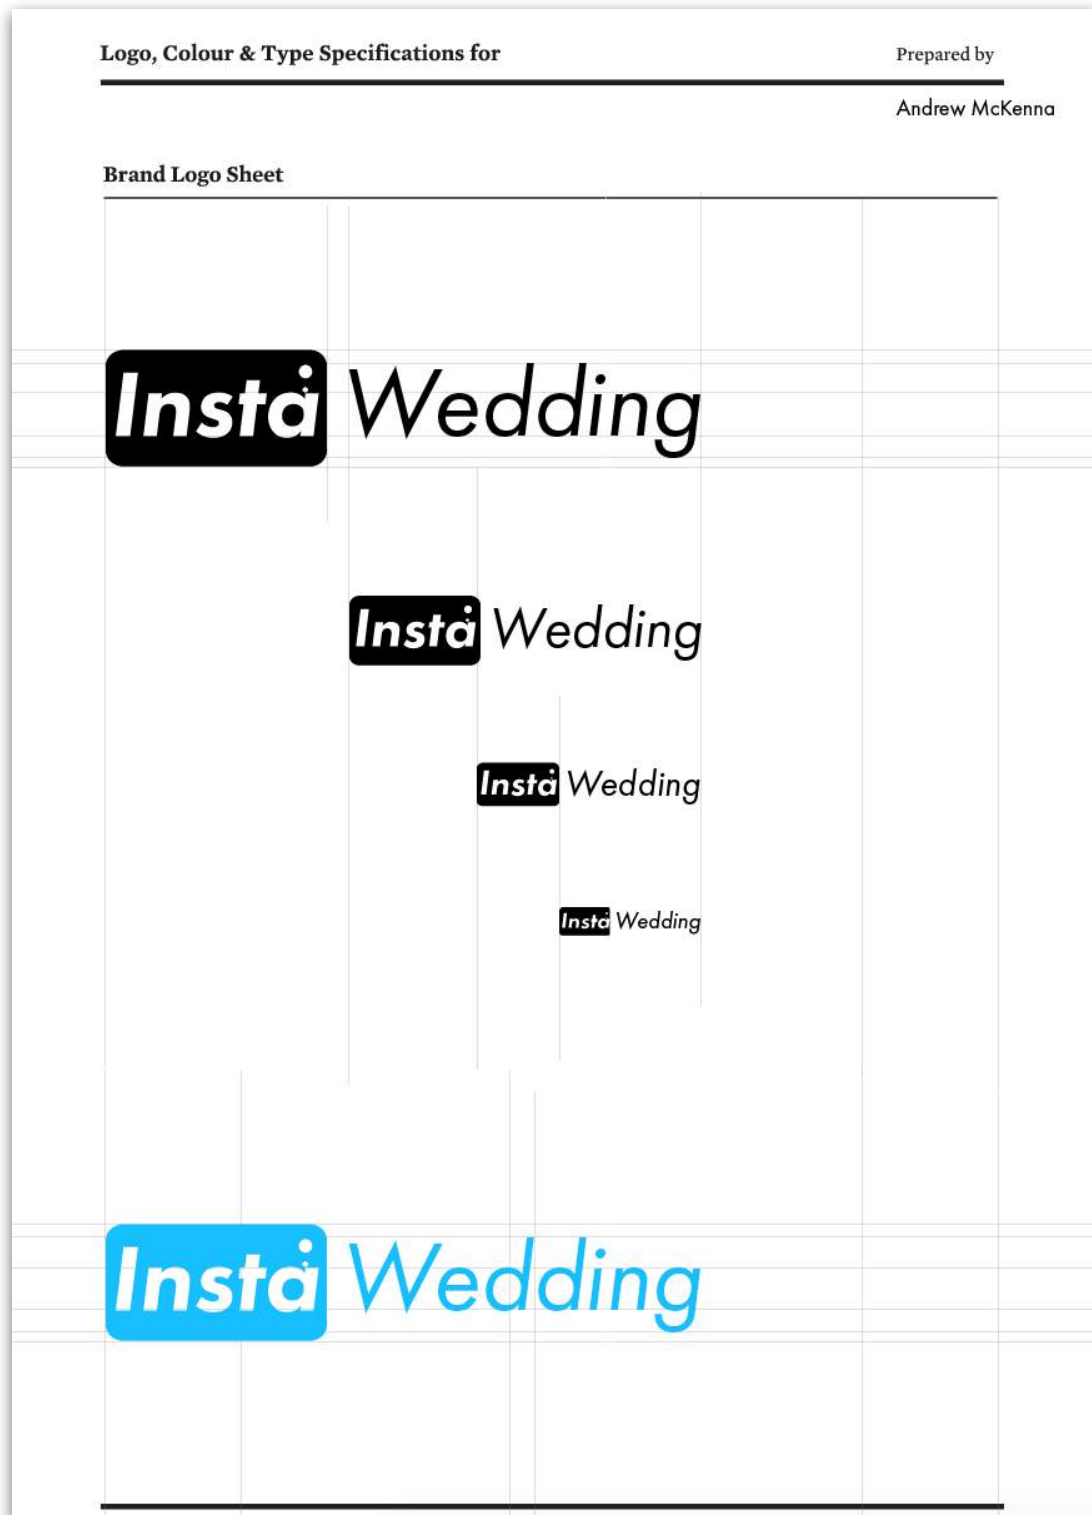 Logo, Colour & Type Specifications for
Prepared by
Andrew McKenna
Brand Logo Sheet
Insta Wedding
Insta Wedding
Insta Wedding
Insta Wedding
Insta Wedding